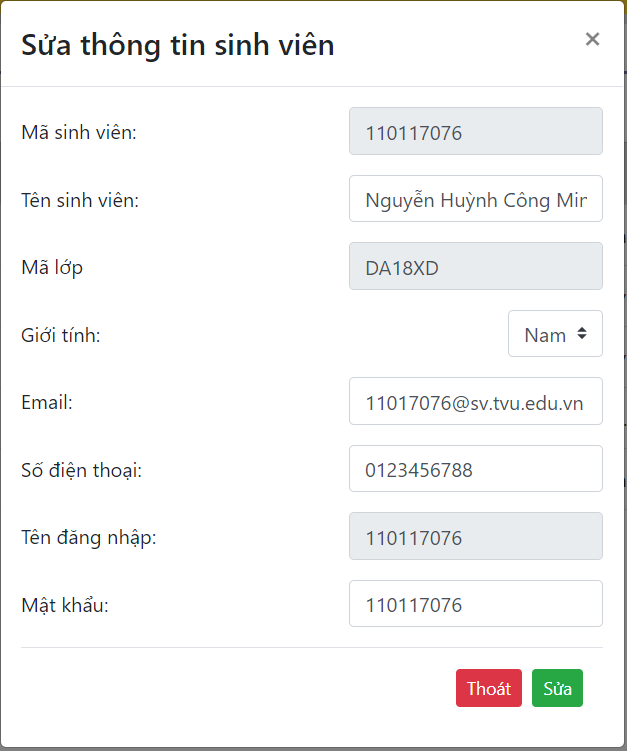 Sửa thông tin sinh viên ×
Mã sinh viên: 110117076
Tên sinh viên: Nguyễn Huỳnh Công
Mã lớp DA18XD
Giới tính: Nam
Email: 11017076@sv.tvu.edu.vn
Số điện thoại: 0123456788
Tên đăng nhập: 110117076
Mật khẩu: 110117076
Thoát Sửa